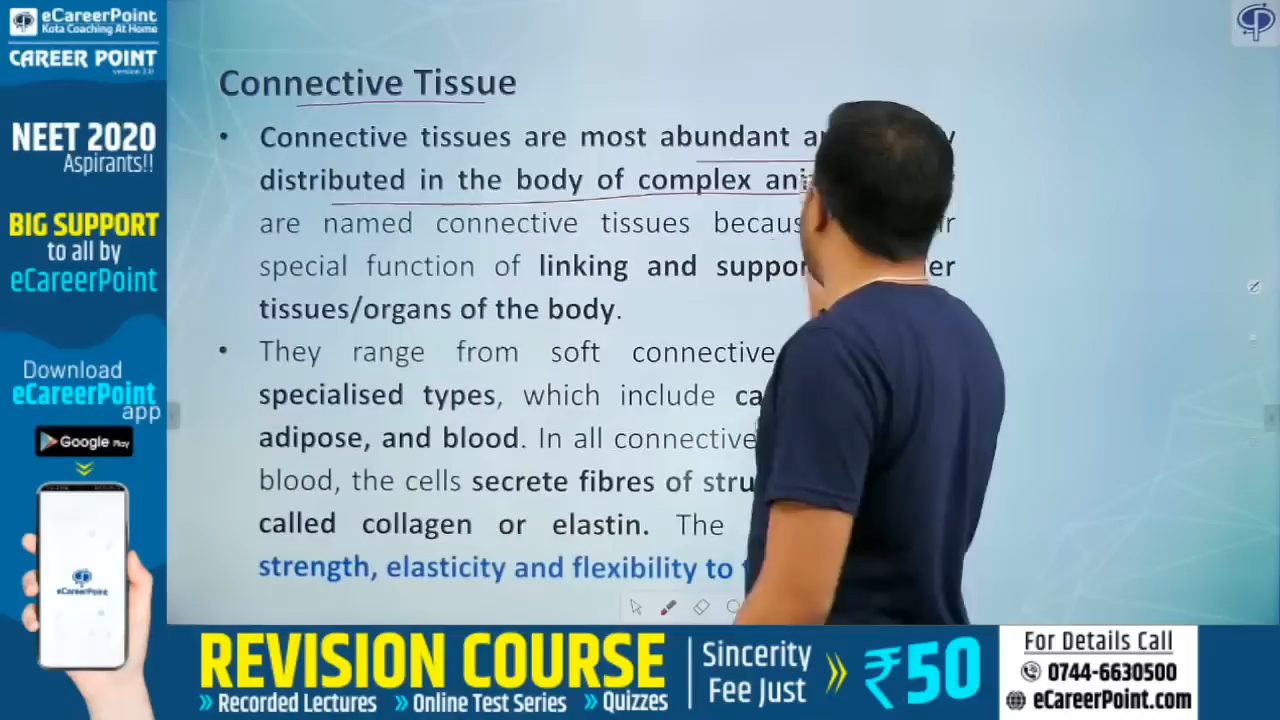 eCareerPoint
Kota Coaching At Home
CAREER POINT
version 2.0
NEET 2020
Aspirants!!
BIG SUPPORT
to all by
eCareerPoint
Download
eCareerPoint
app
Google Play
eCareerPoint
Connective Tissue
• Connective tissues are most abundant
distributed in the body of complex
are named connective tissues
special function of linking and
tissues/organs of the body.
• They range from soft connective
specialised types, which include
adipose, and blood. In all connective
blood, the cells secrete fibres of
called collagen or elastin. The
strength, elasticity and flexibility to
REVISION COURSE
» Recorded Lectures » Online Test Series » Quizzes
Sincerity
Fee Just
» ₹50
For Details Call
0744-6630500
eCareerPoint.com